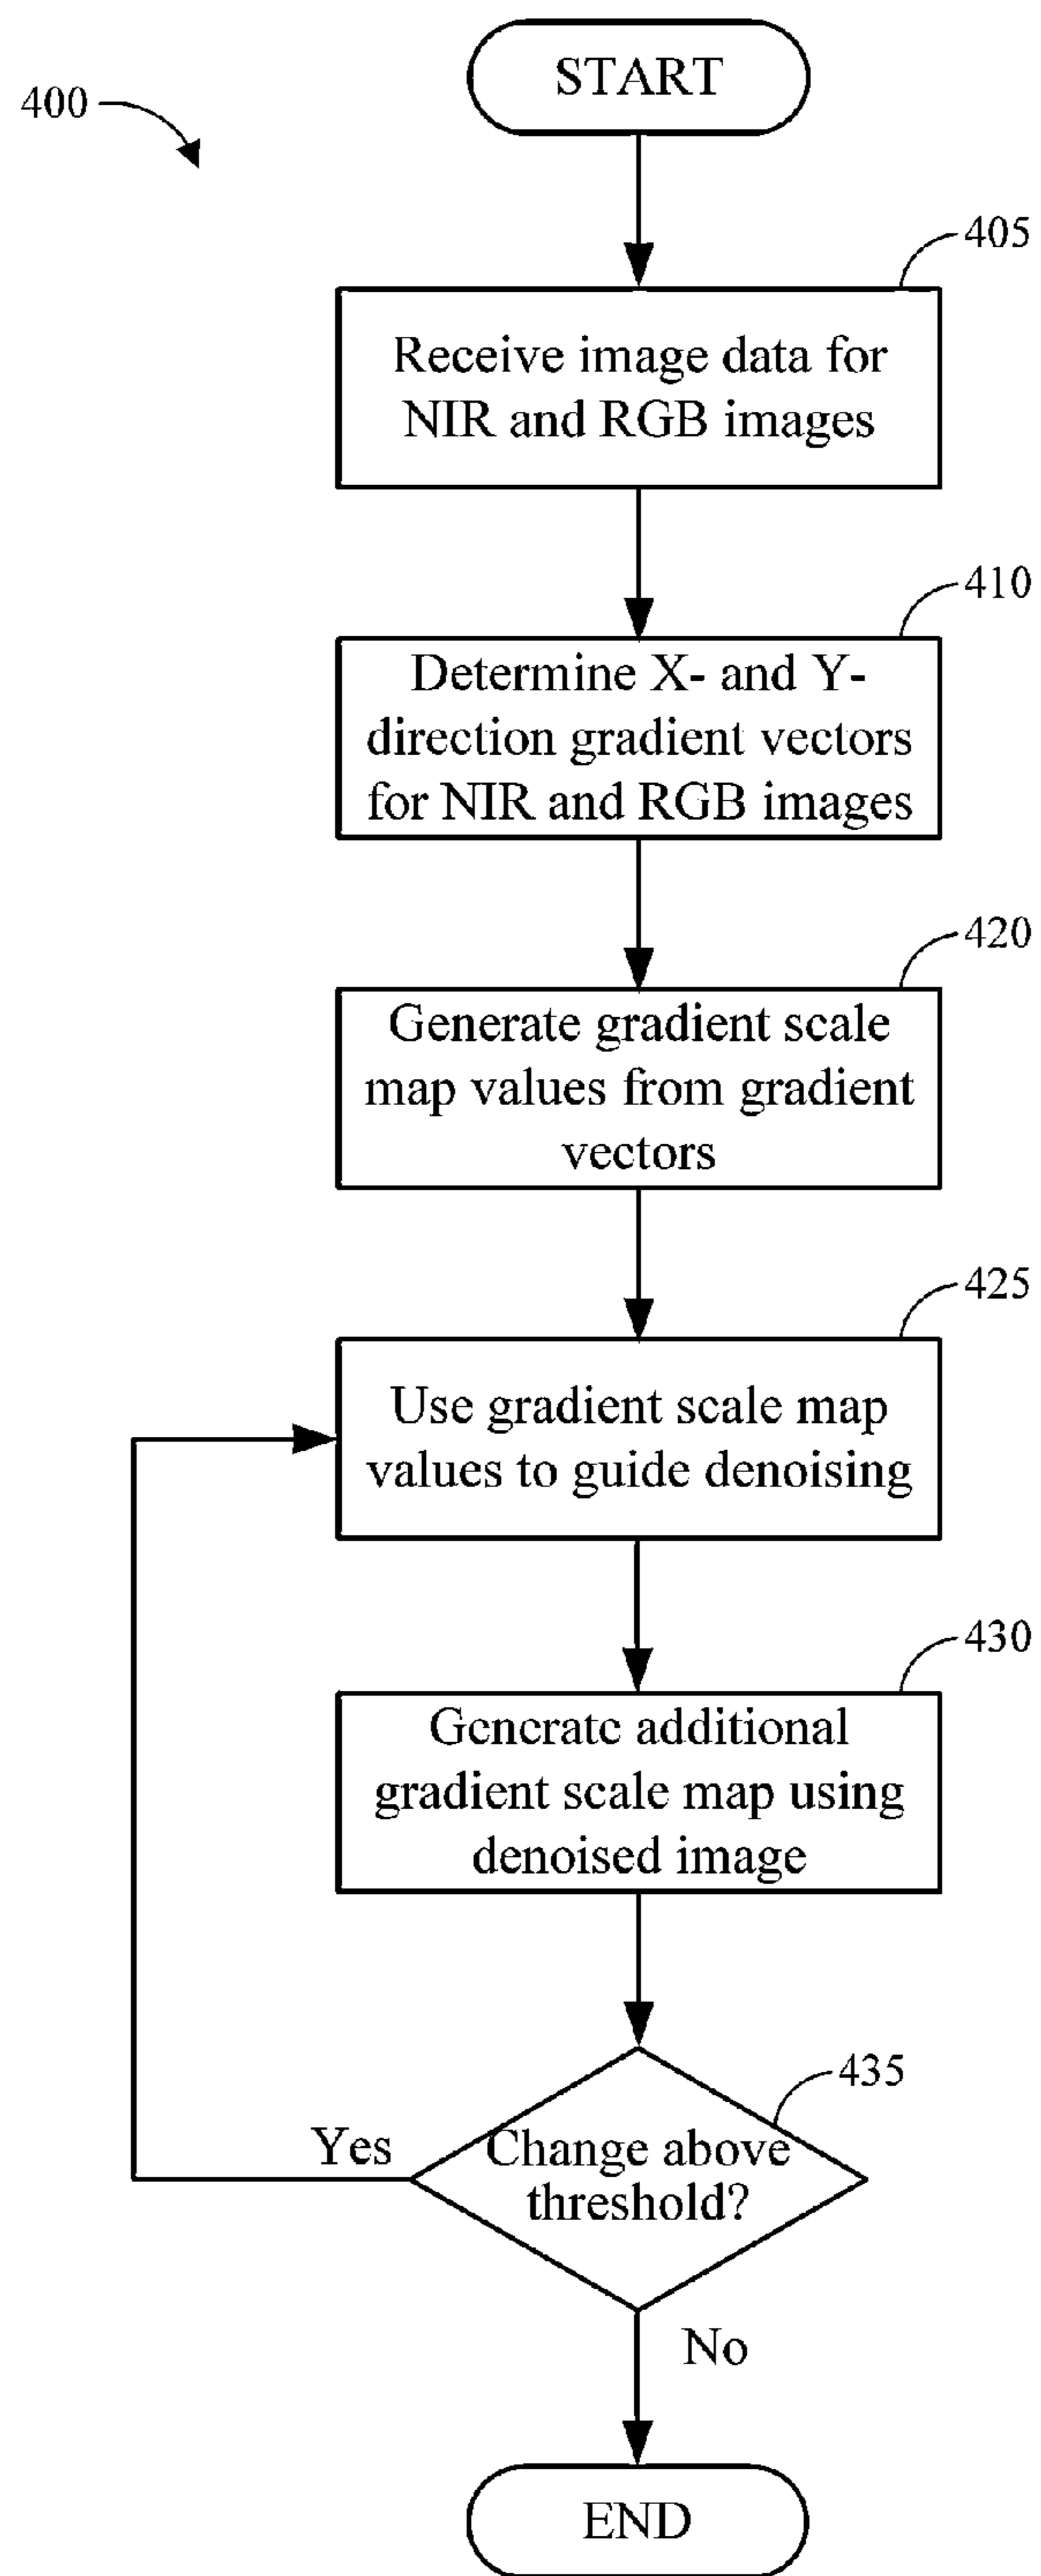 START
400
405
Receive image data for
NIR and RGB images
410
Determine X- and Y-
direction gradient vectors
for NIR and RGB images
420
Generate gradient scale
map values from gradient
vectors
425
Use gradient scale map
values to guide denoising
430
Generate additional
gradient scale map using
denoised image
435
Change above
threshold?
Yes
No
END